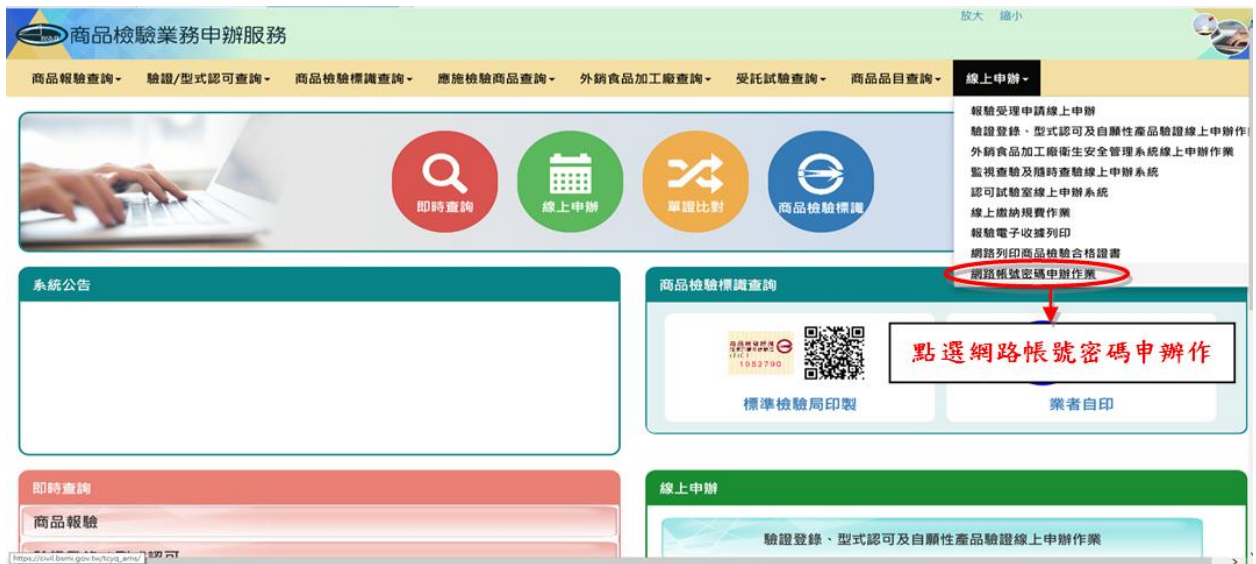 放大 縮小
商品檢驗業務申辦服務
商品報驗查詢 驗證/型式認可查詢 商品檢驗標識查詢 應施檢驗商品查詢 外銷食品加工廠查詢 受託試驗查詢 商品品目查詢 線上申辦
報驗受理申請線上申辦
驗證登錄、型式認可及自願性產品驗證線上申辦作
外銷食品加工廠衛生安全管理系統線上申辦作業
監視查驗及隨時查驗線上申辦系統
認可試驗室線上申辦系統
線上繳納規費作業
報驗電子收據列印
網路列印商品檢驗合格證書
網路帳號密碼申辦作業
即時查詢 線上申辦 單證比對 商品檢驗標識
系統公告
商品檢驗標識查詢
1052790
點選網路帳號密碼申辦作
標準檢驗局印製 業者自印
即時查詢
商品報驗
線上申辦
驗證登錄、型式認可及自願性產品驗證線上申辦作業
https://civil.bsmi.gov.tw/tcyq_ams/